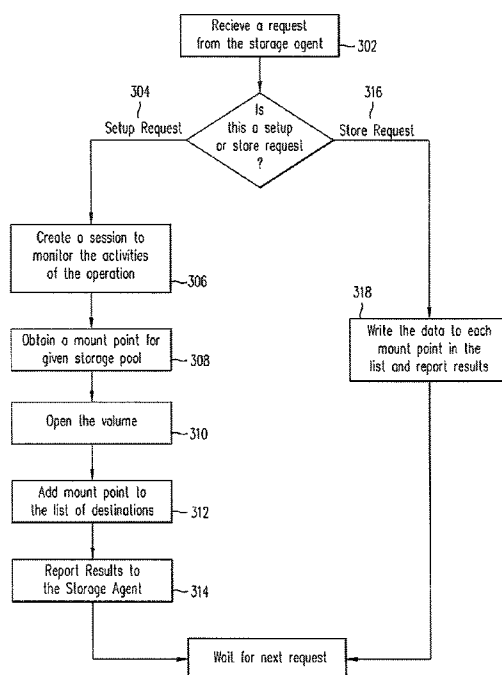 Recieve a request
from the storage agent
302
304
Setup Request
Is
this a setup
or store request
?
316
Store Request
Create a session to
monitor the activities
of the operation
306
Obtain a mount point for
given storage pool
308
Open the volume
310
Add mount point to
the list of destinations
312
Report Results to
the Storage Agent
314
318
Write the data to each
mount point in the
list and report results
Wait for next request